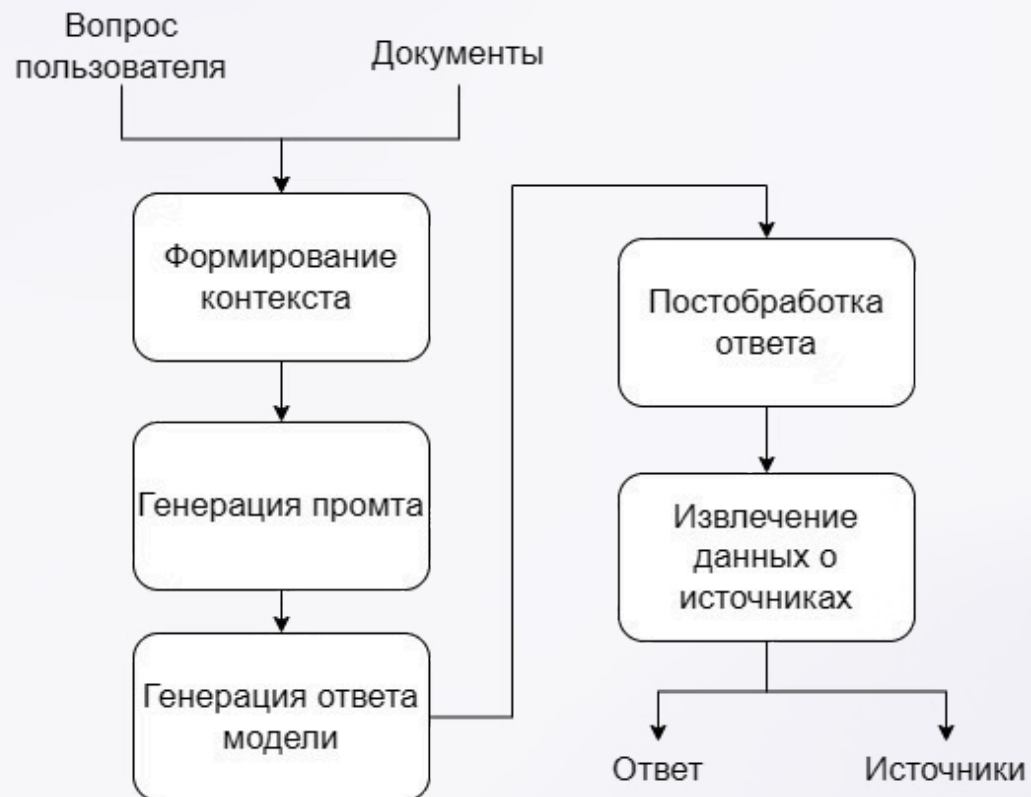 Вопрос
пользователя
Документы
Формирование
контекста
Генерация промта
Генерация ответа
модели
Постобработка
ответа
Извлечение
данных о
источниках
Ответ
Источники